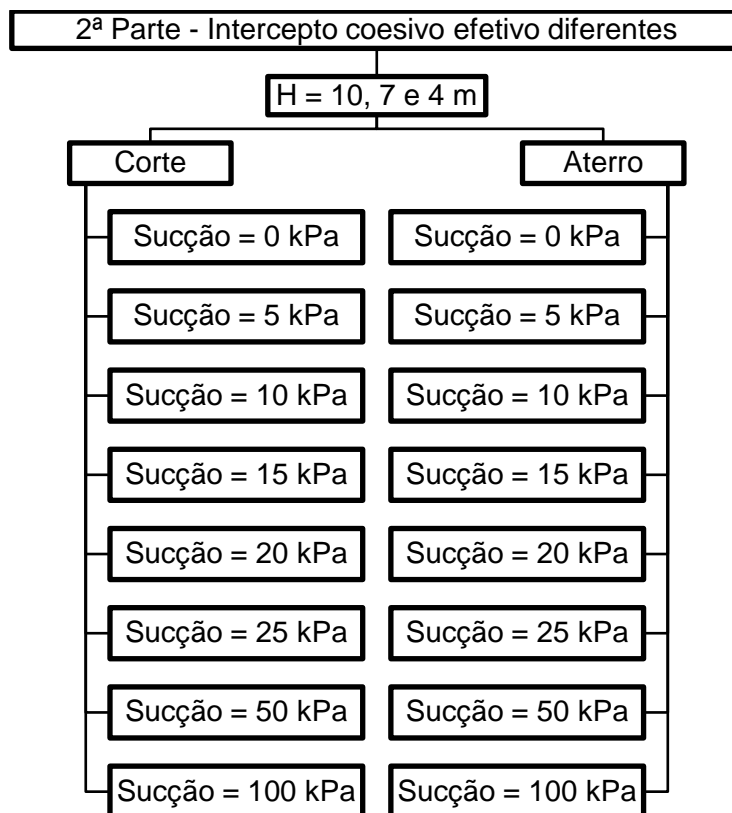 2ª Parte - Intercepto coesivo efetivo diferentes
H = 10, 7 e 4 m
Corte
Aterro
Sucção = 0 kPa
Sucção = 0 kPa
Sucção = 5 kPa
Sucção = 5 kPa
Sucção = 10 kPa
Sucção = 10 kPa
Sucção = 15 kPa
Sucção = 15 kPa
Sucção = 20 kPa
Sucção = 20 kPa
Sucção = 25 kPa
Sucção = 25 kPa
Sucção = 50 kPa
Sucção = 50 kPa
Sucção = 100 kPa
Sucção = 100 kPa